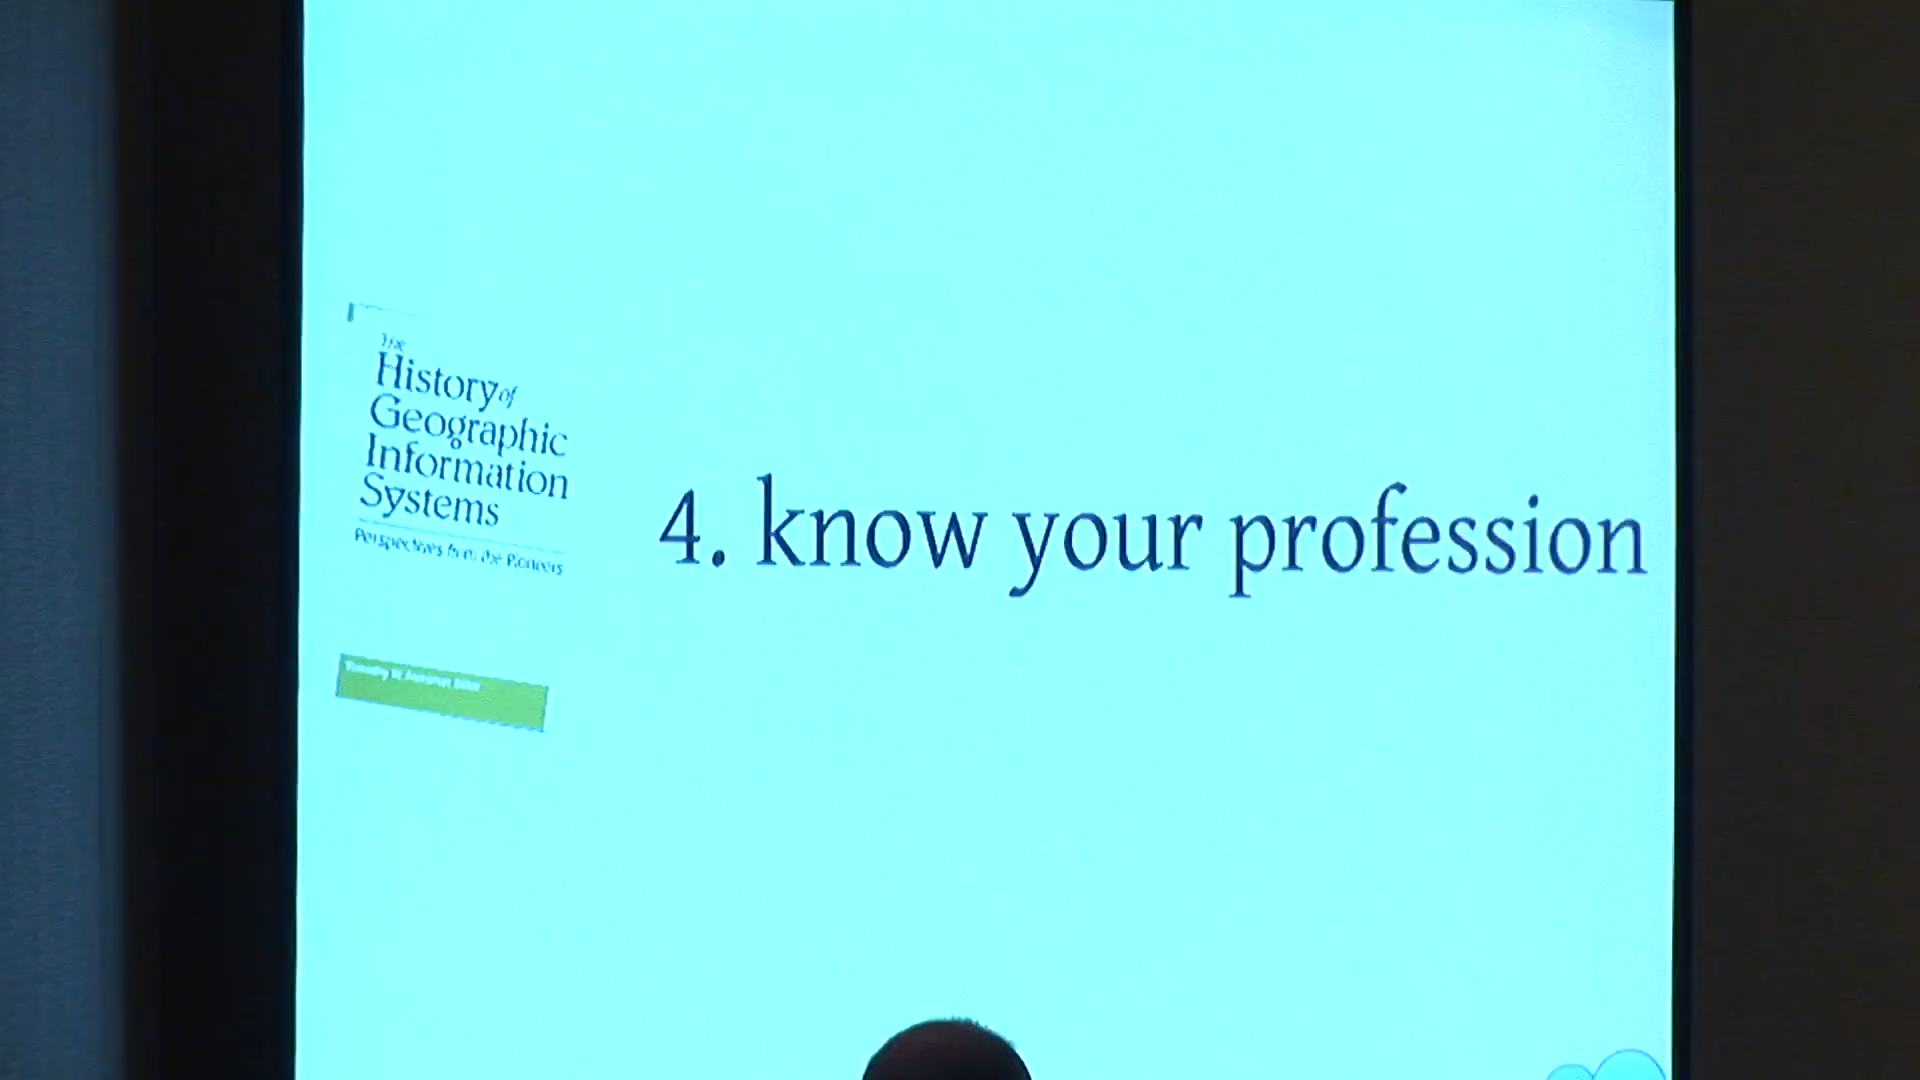 The
History of
Geographic
Information
Systems
Perspectives from the Pioneers
4. know your profession